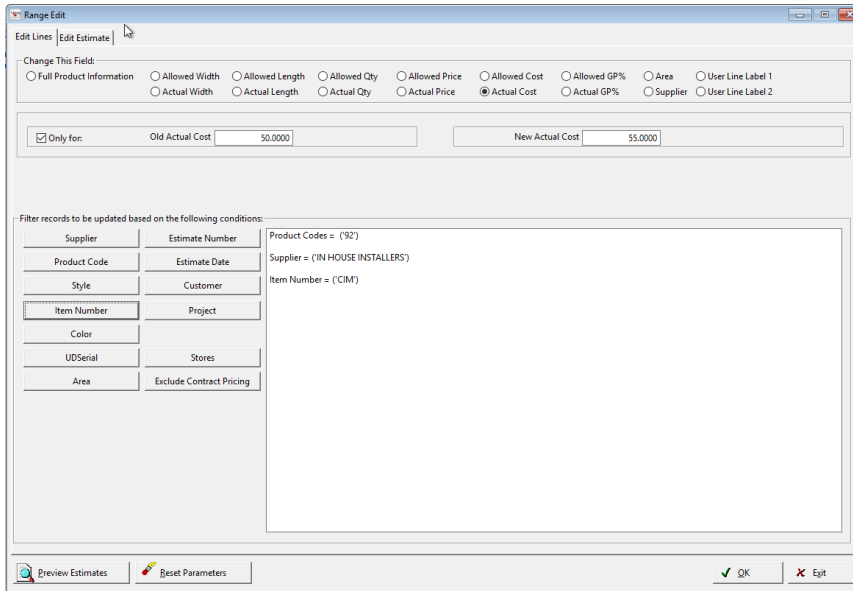 Range Edit
Edit Lines Edit Estimate
Change This Field:
Full Product Information Allowed Width Allowed Length Allowed Qty Allowed Price Allowed Cost Allowed GP% Area User Line Label 1
Actual Width Actual Length Actual Qty Actual Price Actual Cost Actual GP% Supplier User Line Label 2
Only for: Old Actual Cost 50.0000 New Actual Cost 55.0000
Filter records to be updated based on the following conditions:
Supplier Estimate Number Product Codes = ('92')
Product Code Estimate Date Supplier = ('IN HOUSE INSTALLERS')
Style Customer Item Number = ('CIM')
Item Number Project
Color
UDSerial Stores
Area Exclude Contract Pricing
Preview Estimates Reset Parameters OK Exit